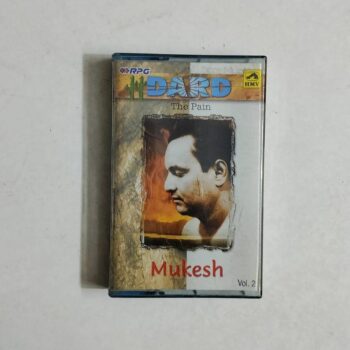 RPG
HMV
DARD
The Pain
Mukesh
Vol. 2